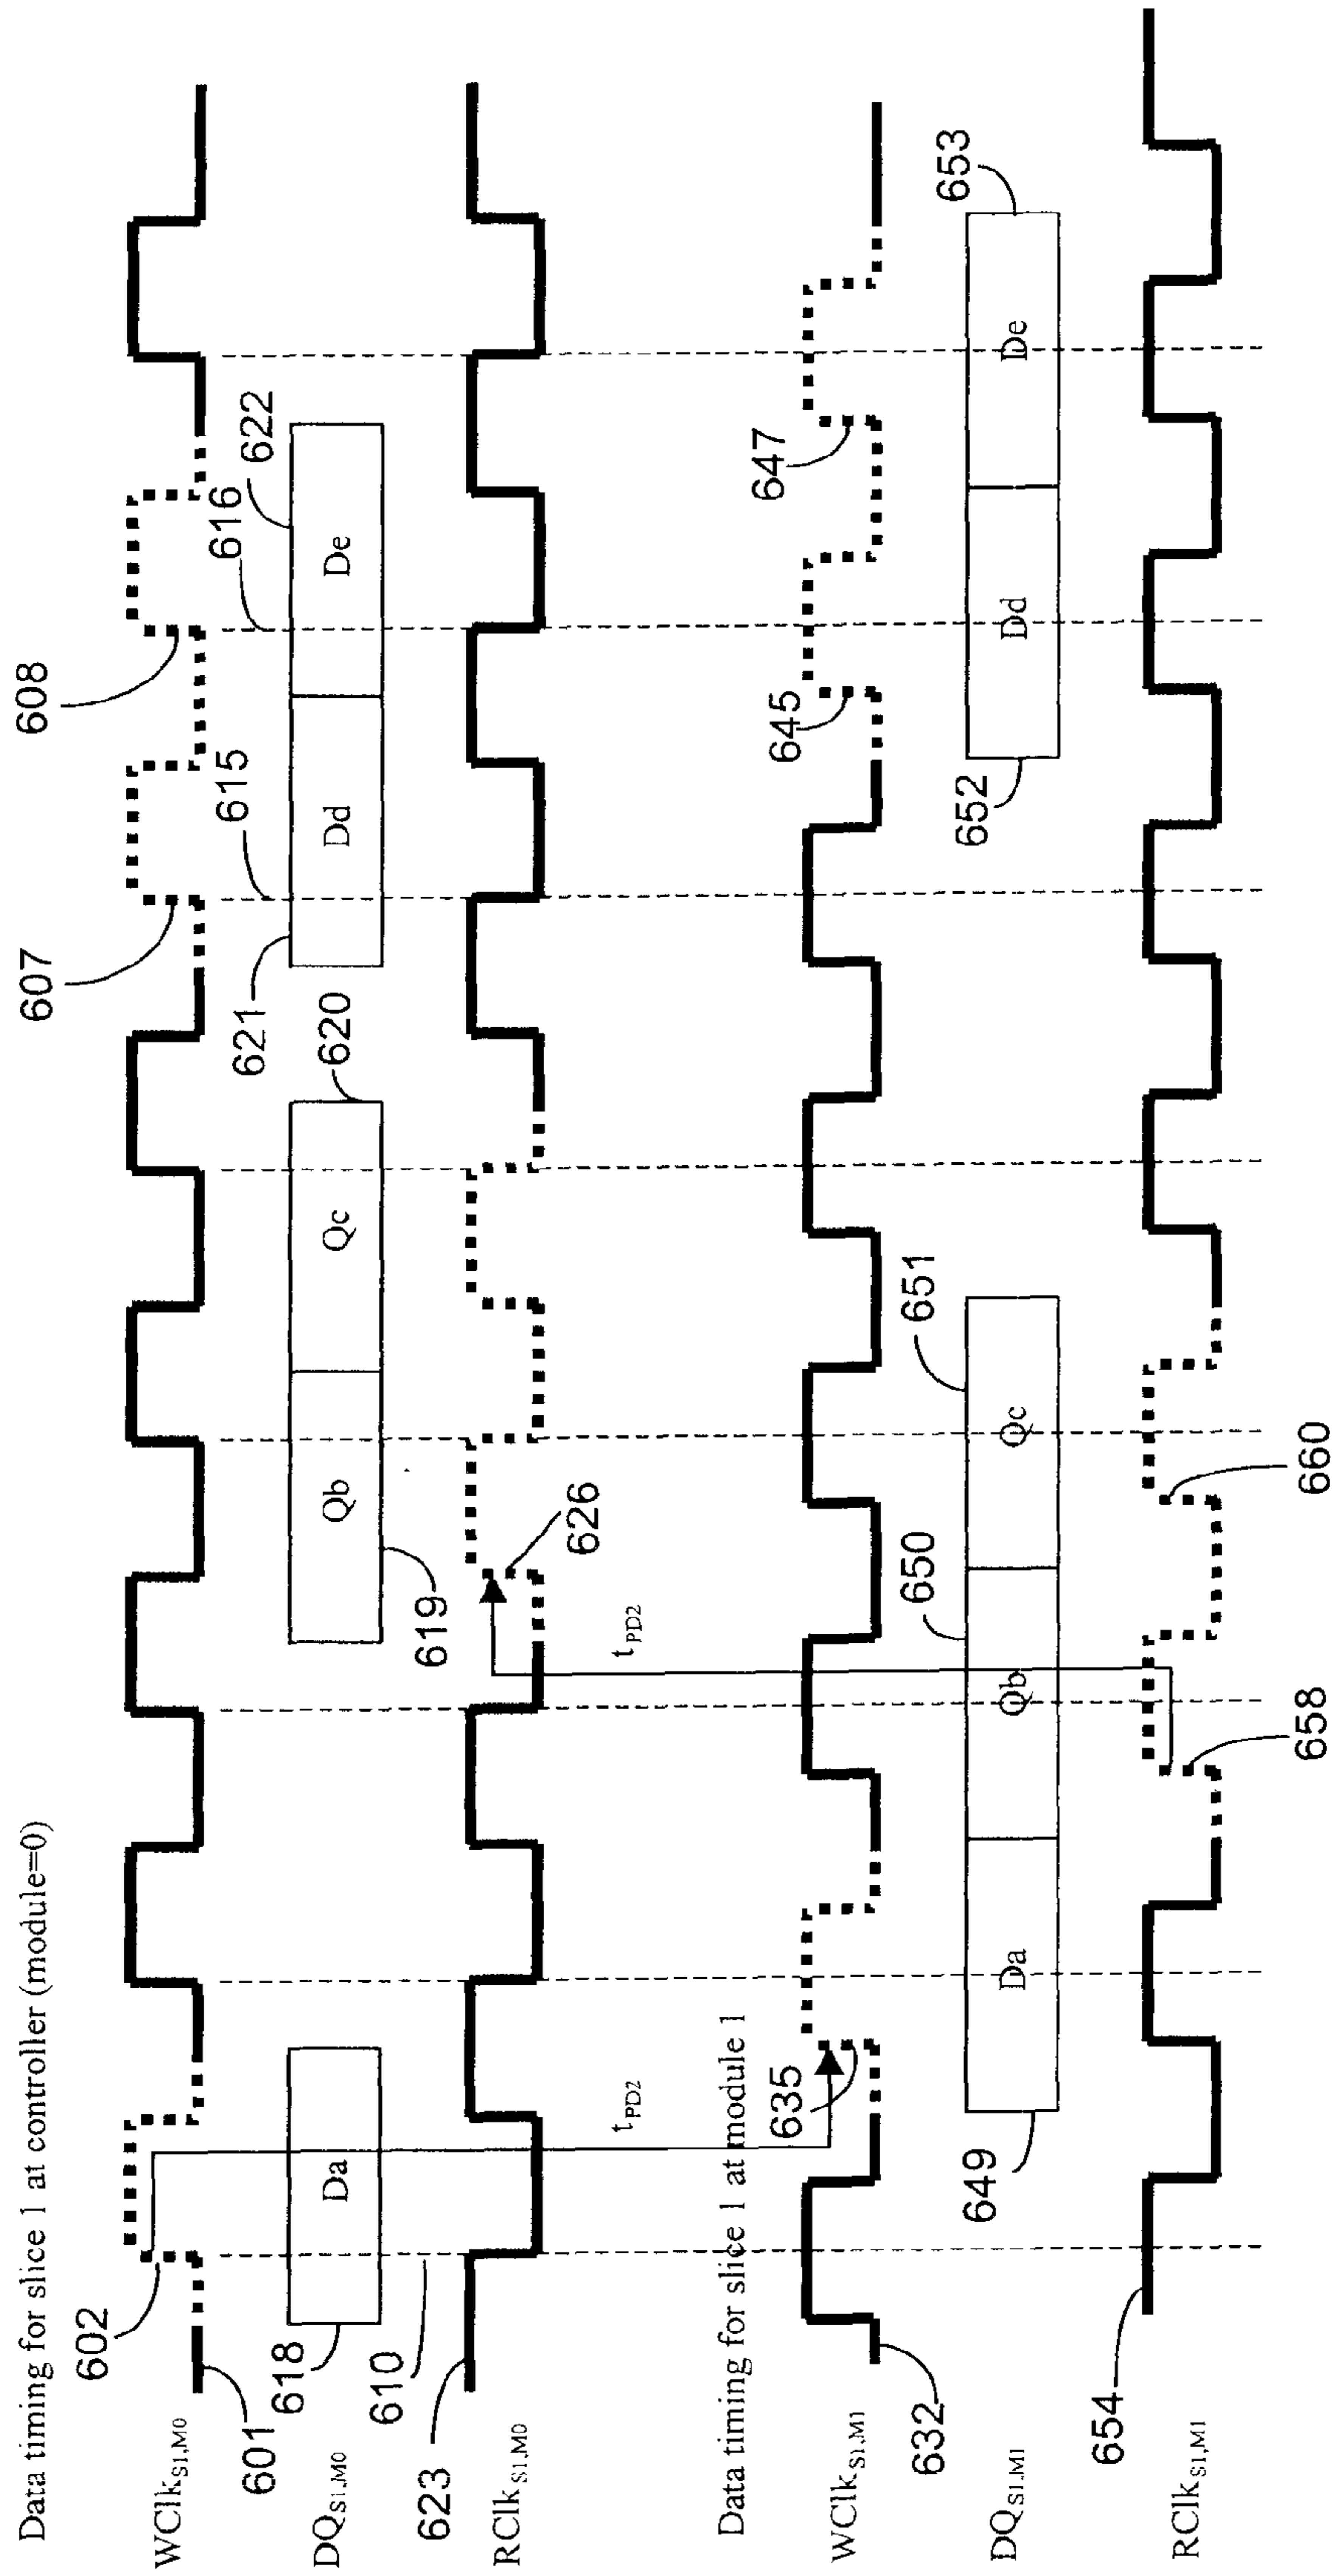 Data timing for slice 1 at controller (module=0)
602
607
608
WClk S1,M0
601
618
610
621
615
616
622
620
DQ S1,M0
Da
Qb
Qc
Dd
De
623
619
626
RClk S1,M0
tPD2
tPD2
Data timing for slice 1 at module 1
635
645
647
WClk S1,M1
632
649
650
651
652
653
DQ S1,M1
Da
Qb
Qc
Dd
De
654
RClk S1,M1
658
660